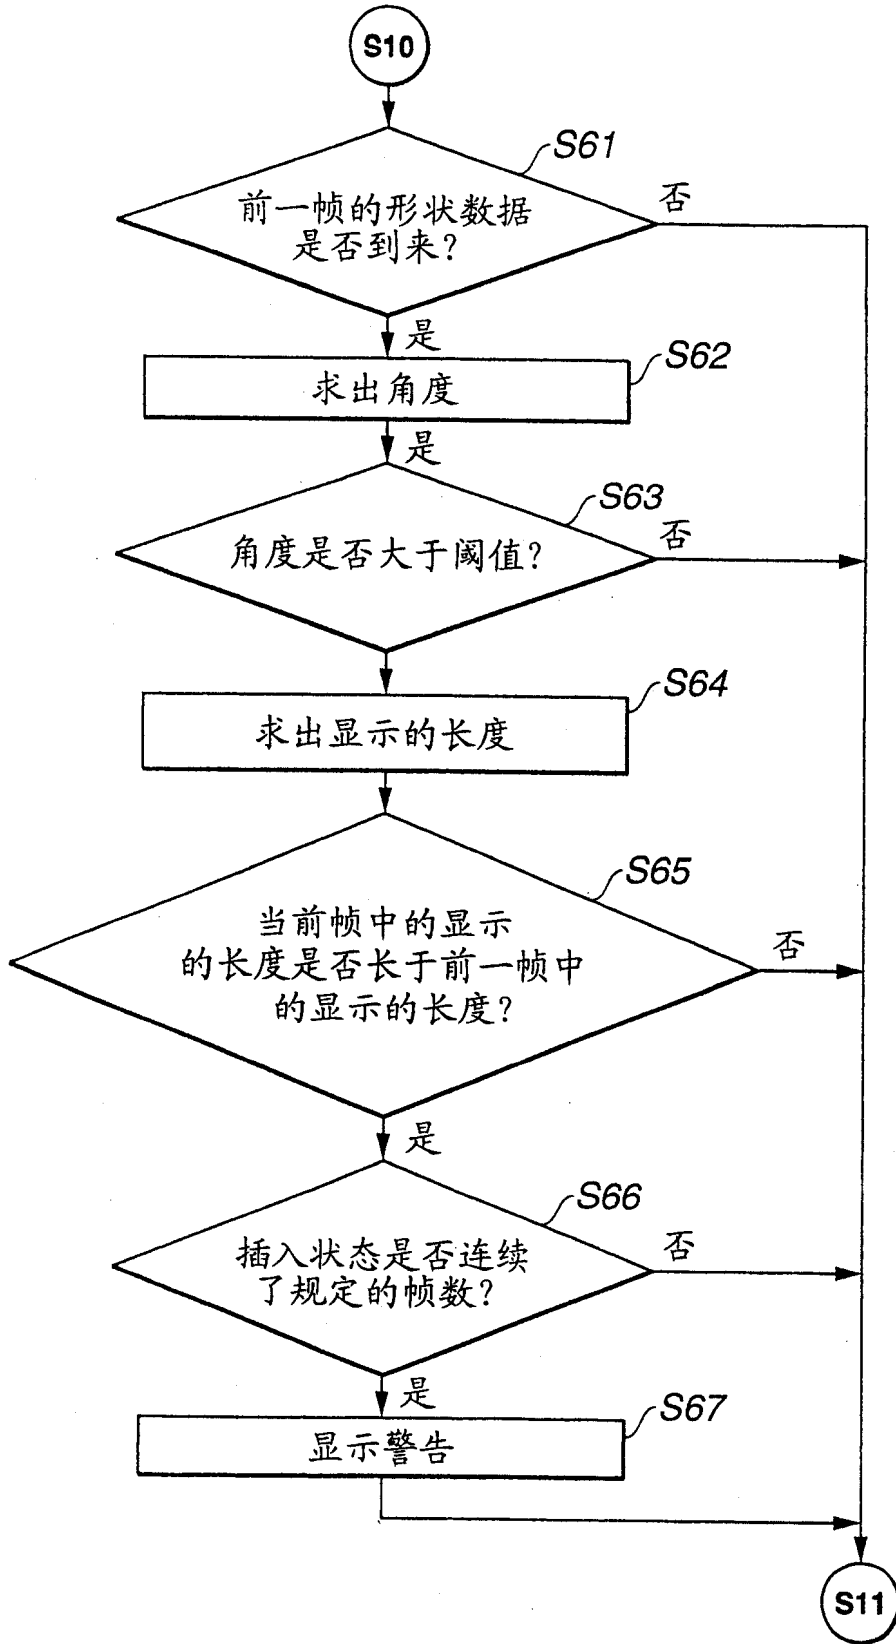 S10
S61
前一帧的形状数据
是否到来?
否
是
S62
求出角度
是
S63
角度是否大于阈值?
否
S64
求出显示的长度
S65
当前帧中的显示
的长度是否长于前一帧中
的显示的长度?
否
是
S66
插入状态是否连续
了规定的帧数?
否
是
S67
显示警告
S11